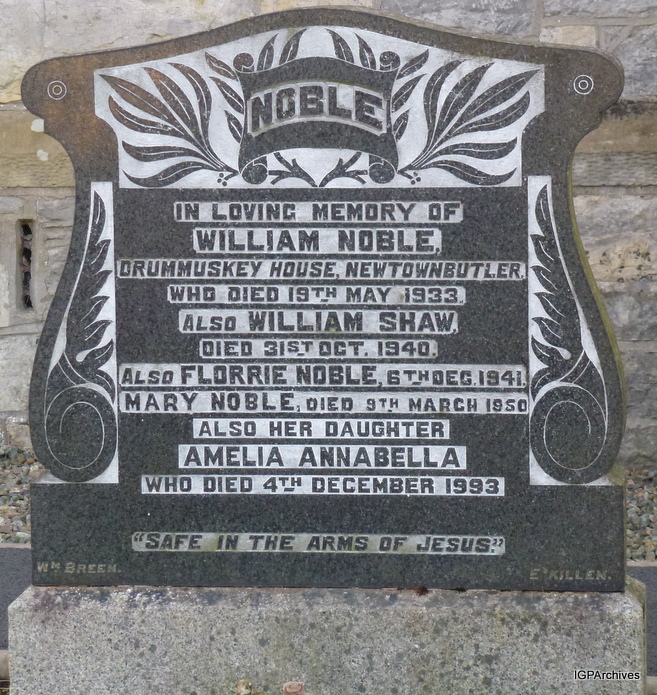 NOBLE
IN LOVING MEMORY OF
WILLIAM NOBLE,
DRUMMUSKEY HOUSE, NEWTOWNBUTLER,
WHO DIED 19TH MAY 1933.
ALSO WILLIAM SHAW,
DIED 31ST OCT. 1940.
ALSO FLORRIE NOBLE, 6TH DEC. 1941.
MARY NOBLE, DIED 9TH MARCH 1950
ALSO HER DAUGHTER
AMELIA ANNABELLA
WHO DIED 4TH DECEMBER 1993
"SAFE IN THE ARMS OF JESUS."
WM BREEN. E'KILLEN.
IGPArchives